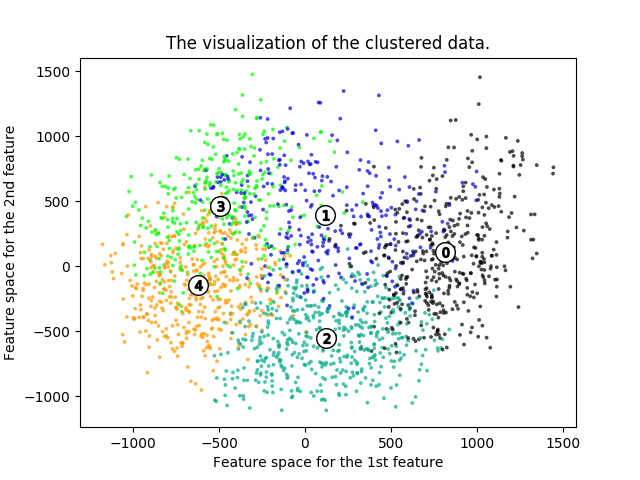 The visualization of the clustered data.
1500
1000
500
0
−500
−1000
Feature space for the 2nd feature
3
1
0
4
2
−1000 −500 0 500 1000 1500
Feature space for the 1st feature